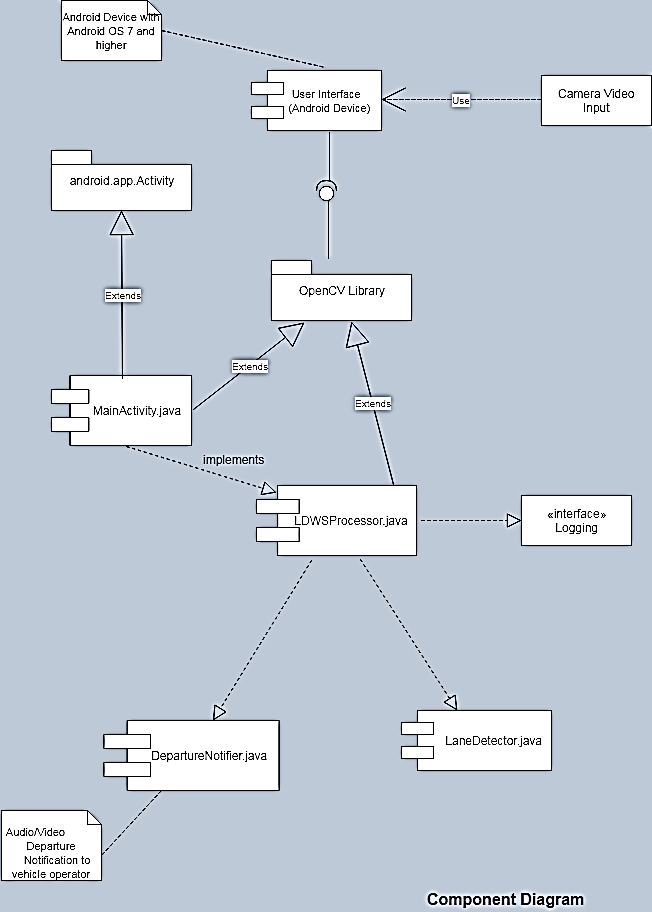 Android Device with
Android OS 7 and
higher
User Interface
(Android Device)
Use
Camera Video
Input
android.app.Activity
Extends
OpenCV Library
Extends
Extends
MainActivity.java
implements
LDWSProcessor.java
«interface»
Logging
DepartureNotifier.java
LaneDetector.java
Audio/Video
Departure
Notification to
vehicle operator
Component Diagram